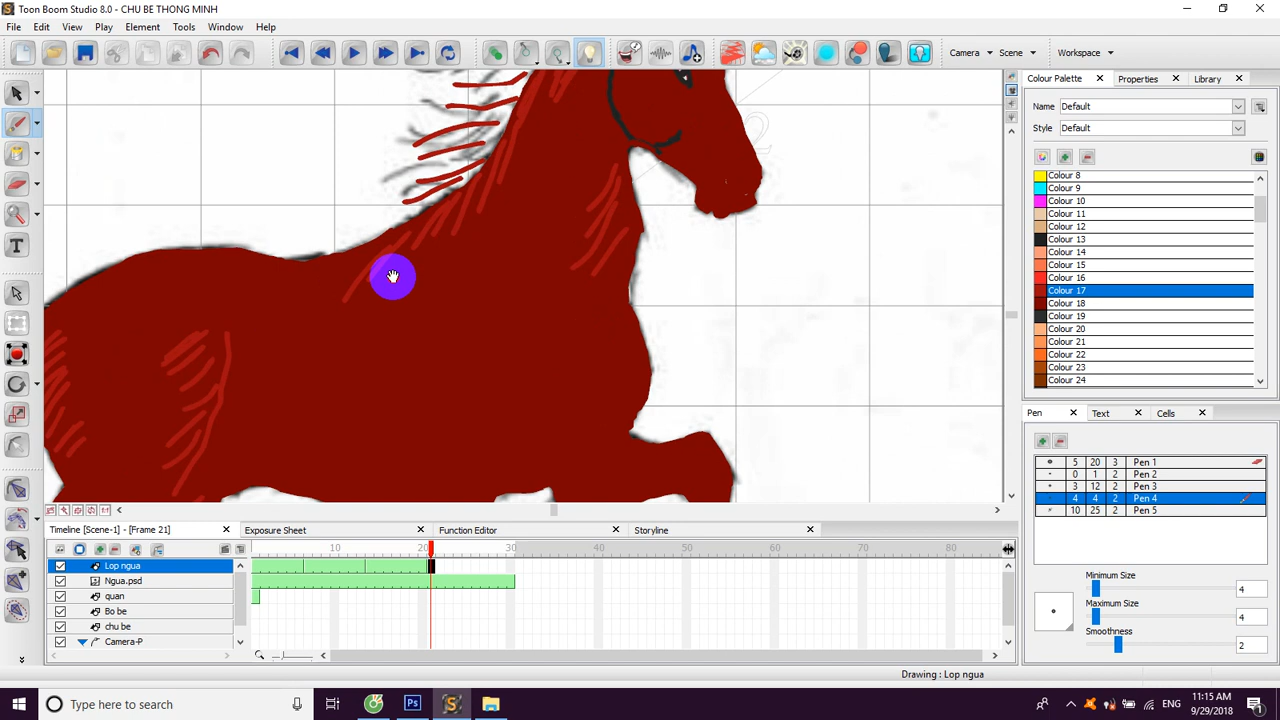 Toon Boom Studio 8.0 - CHU BE THONG MINH
File Edit View Play Element Tools Window Help
Camera Scene Workspace
Colour Palette Properties Library
Name Default
Style Default
Colour 8
Colour 9
Colour 10
Colour 11
Colour 12
Colour 13
Colour 14
Colour 15
Colour 16
Colour 17
Colour 18
Colour 19
Colour 20
Colour 21
Colour 22
Colour 23
Colour 24
2
Pen Text Cells
5 20 3 Pen 1
0 1 2 Pen 2
3 12 2 Pen 3
4 4 2 Pen 4
10 25 2 Pen 5
Minimum Size
4
Maximum Size
4
Smoothness
2
Timeline [Scene-1] - [Frame 21] Exposure Sheet Function Editor Storyline
10 20 30 40 50 60 70 80
Lop ngua
Ngua.psd
quan
Bo be
chu be
Camera-P
Drawing : Lop ngua
Type here to search
ENG
11:15 AM
9/29/2018